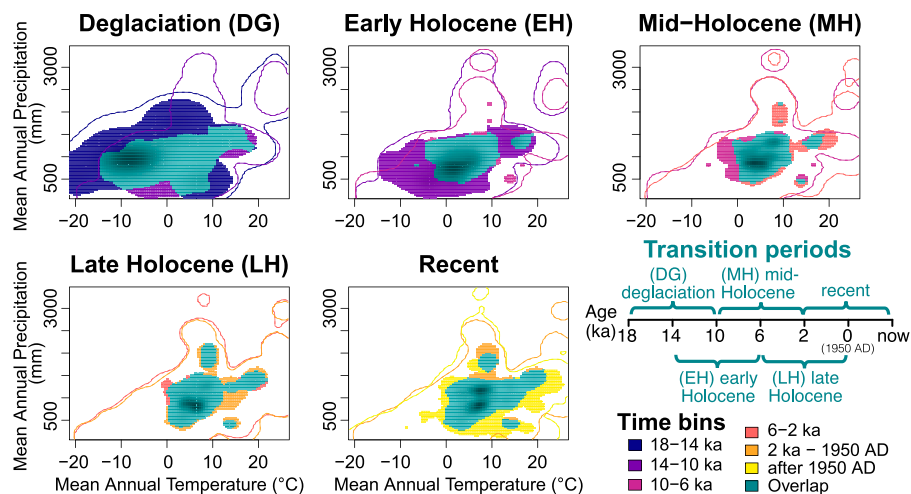 Deglaciation (DG)
Early Holocene (EH)
Mid−Holocene (MH)
Mean Annual Precipitation
(mm)
3000
500
−20 −10 0 10 20
3000
500
−20 −10 0 10 20
3000
500
−20 −10 0 10 20
Late Holocene (LH)
Recent
Mean Annual Precipitation
(mm)
3000
500
−20 −10 0 10 20
Mean Annual Temperature (°C)
3000
500
−20 −10 0 10 20
Mean Annual Temperature (°C)
Transition periods
(DG)
deglaciation
(MH) mid-
Holocene
recent
Age
(ka)
18 14 10 6 2 0 now
(1950 AD)
(EH) early
Holocene
(LH) late
Holocene
Time bins
18−14 ka
14−10 ka
10−6 ka
6−2 ka
2 ka − 1950 AD
after 1950 AD
Overlap